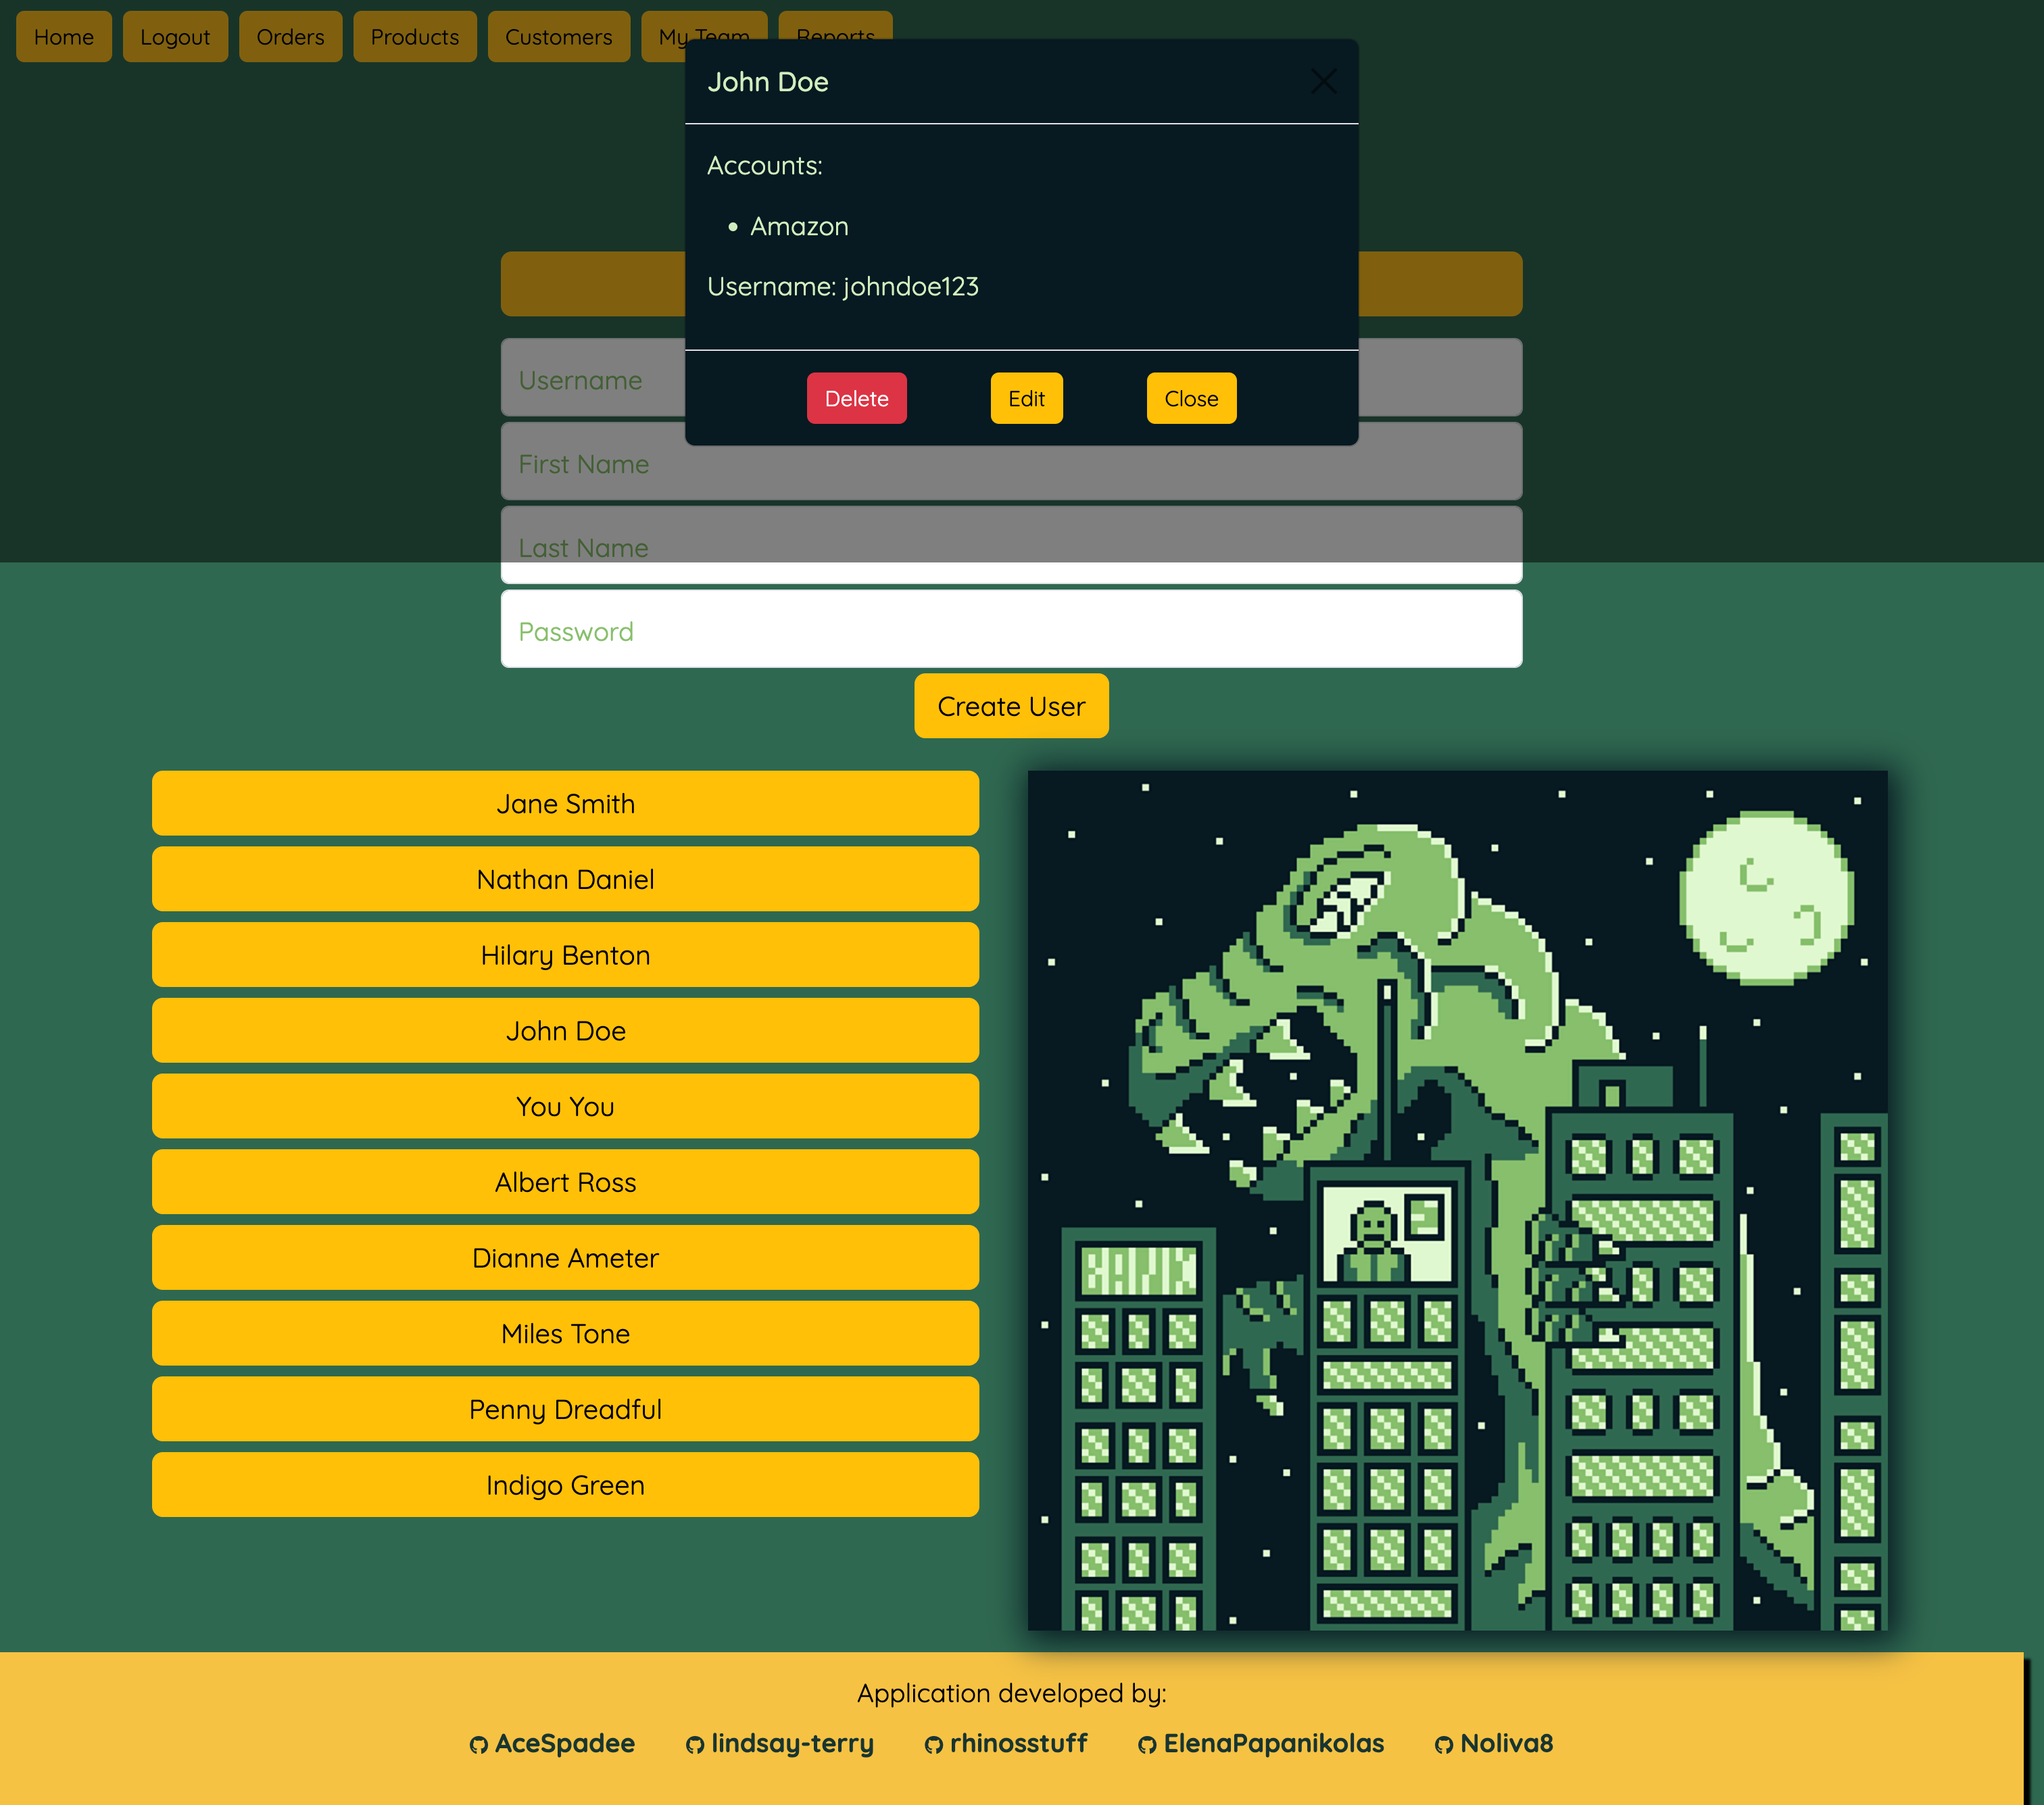 Home Logout Orders Products Customers My Team Reports
John Doe
Accounts:
• Amazon
Username: johndoe123
Delete Edit Close
Username
First Name
Last Name
Password
Create User
Jane Smith
Nathan Daniel
Hilary Benton
John Doe
You You
Albert Ross
Dianne Ameter
Miles Tone
Penny Dreadful
Indigo Green
Application developed by:
AceSpadee lindsay-terry rhinosstuff ElenaPapanikolas Noliva8